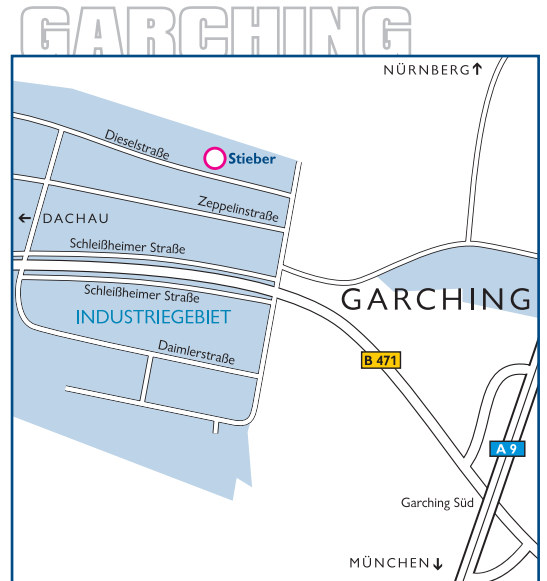 GARCHING
NÜRNBERG↑
Dieselstraße
Stieber
Zeppelinstraße
← DACHAU
Schleißheimer Straße
Schleißheimer Straße
GARCHING
INDUSTRIEGEBIET
Daimlerstraße
B 471
A 9
Garching Süd
MÜNCHEN↓